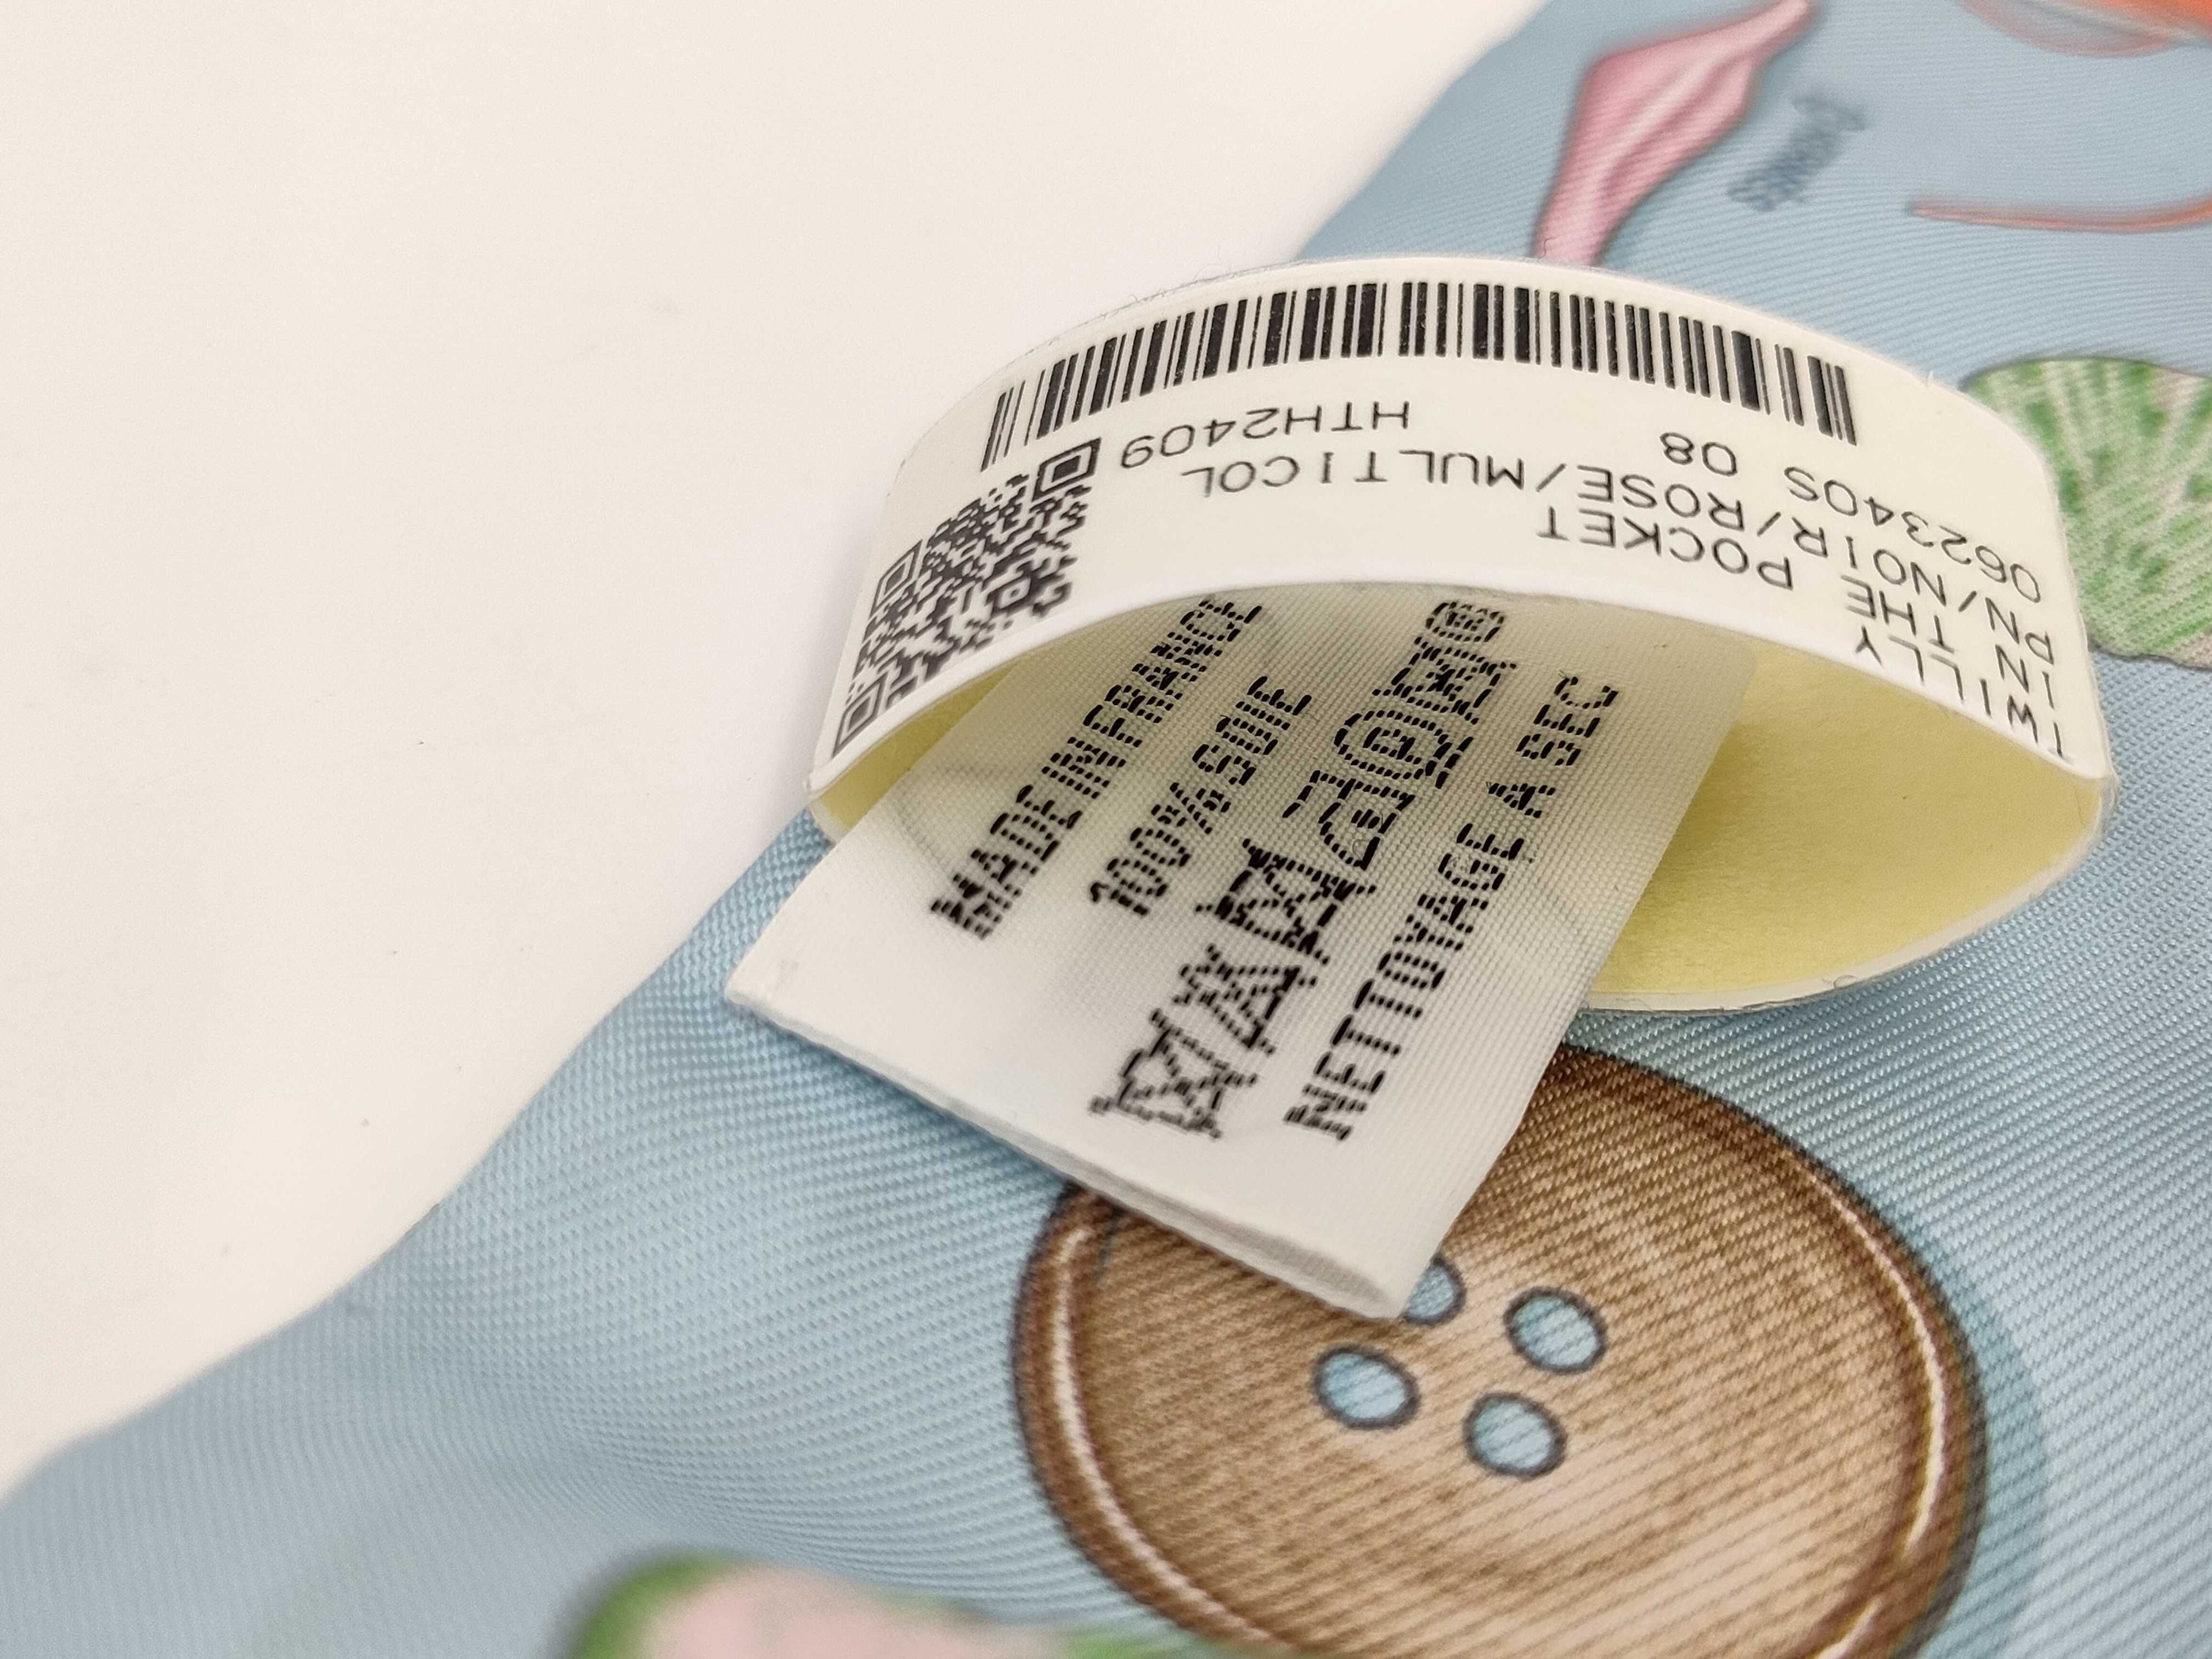 TWILLY
IN THE POCKET
PN/NOIR/ROSE/MULTICOL
062340S 08 HTH2409
MADE IN FRANCE
100% SOIE
NETTOYAGE A SEC